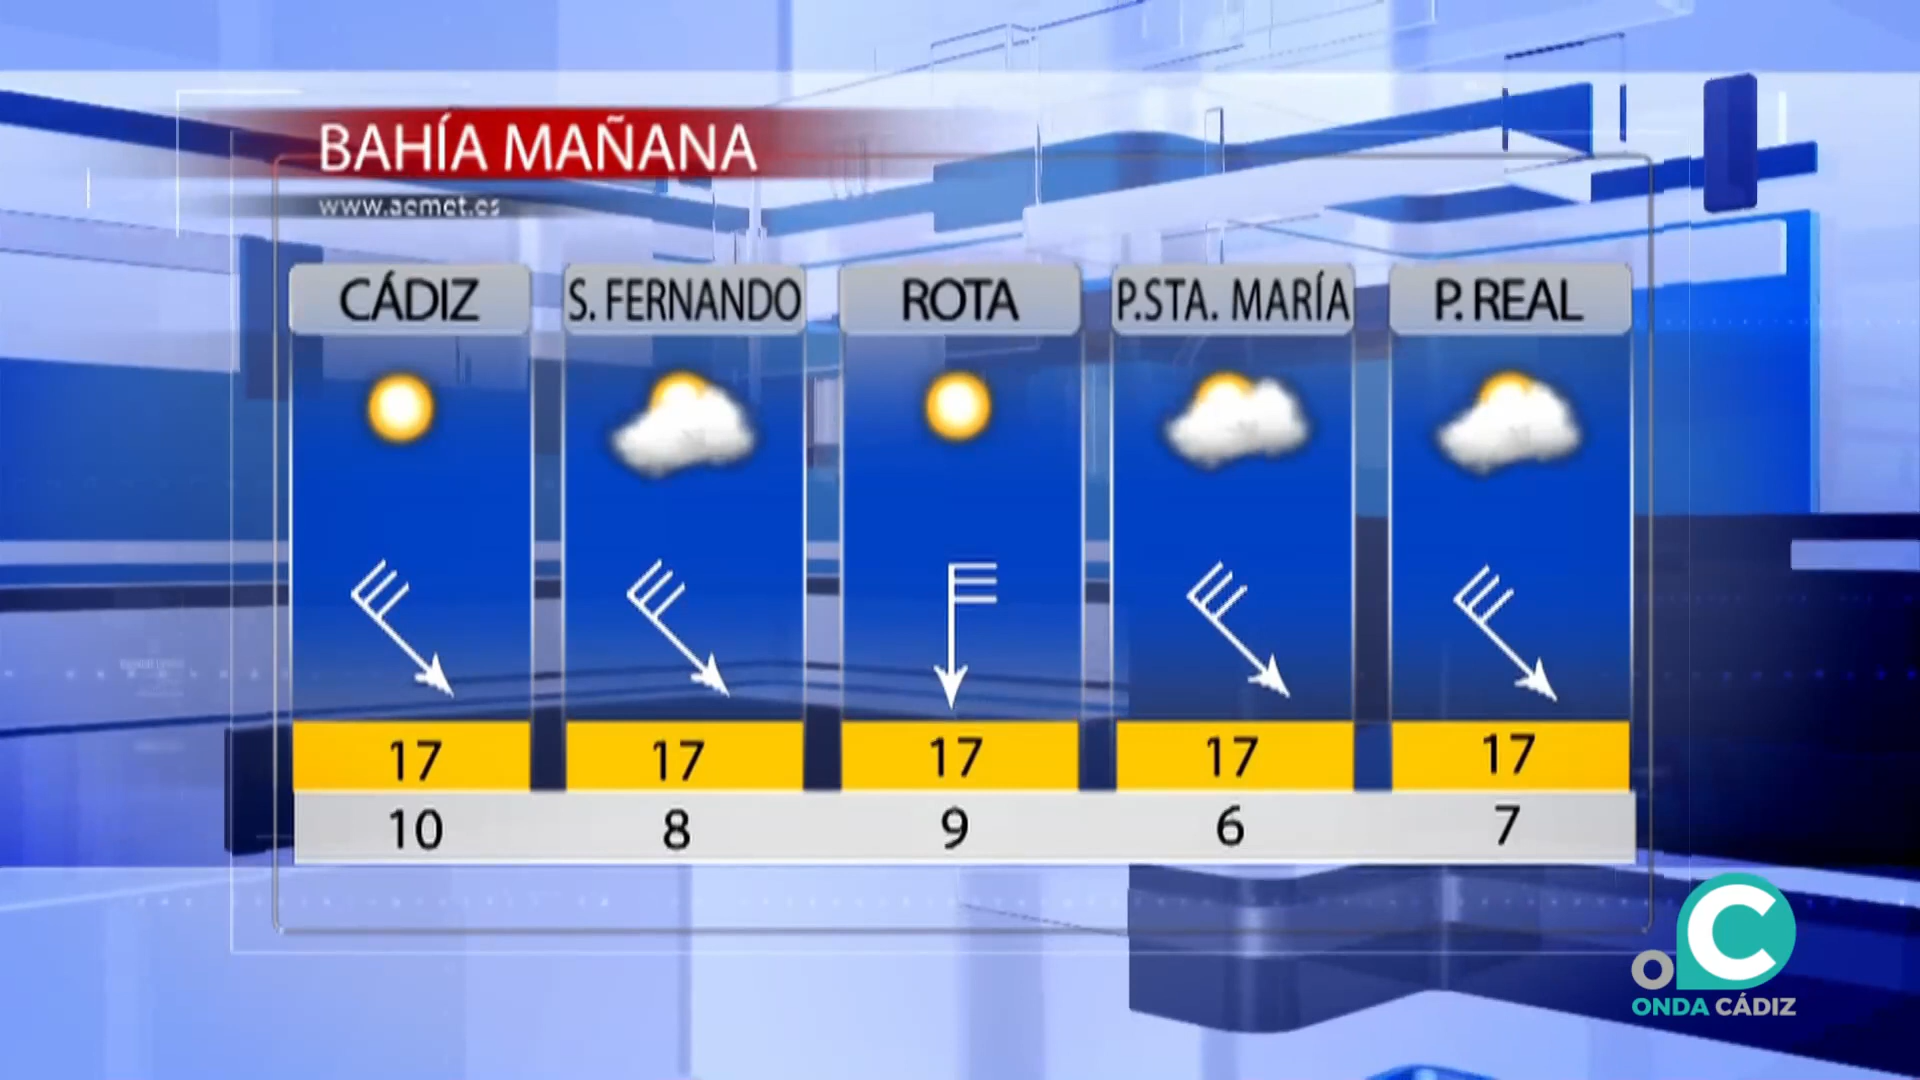 BAHÍA MAÑANA
www.aemet.es
CÁDIZ S. FERNANDO ROTA P.STA. MARÍA P. REAL
17 17 17 17 17
10 8 9 6 7
OC
ONDA CÁDIZ